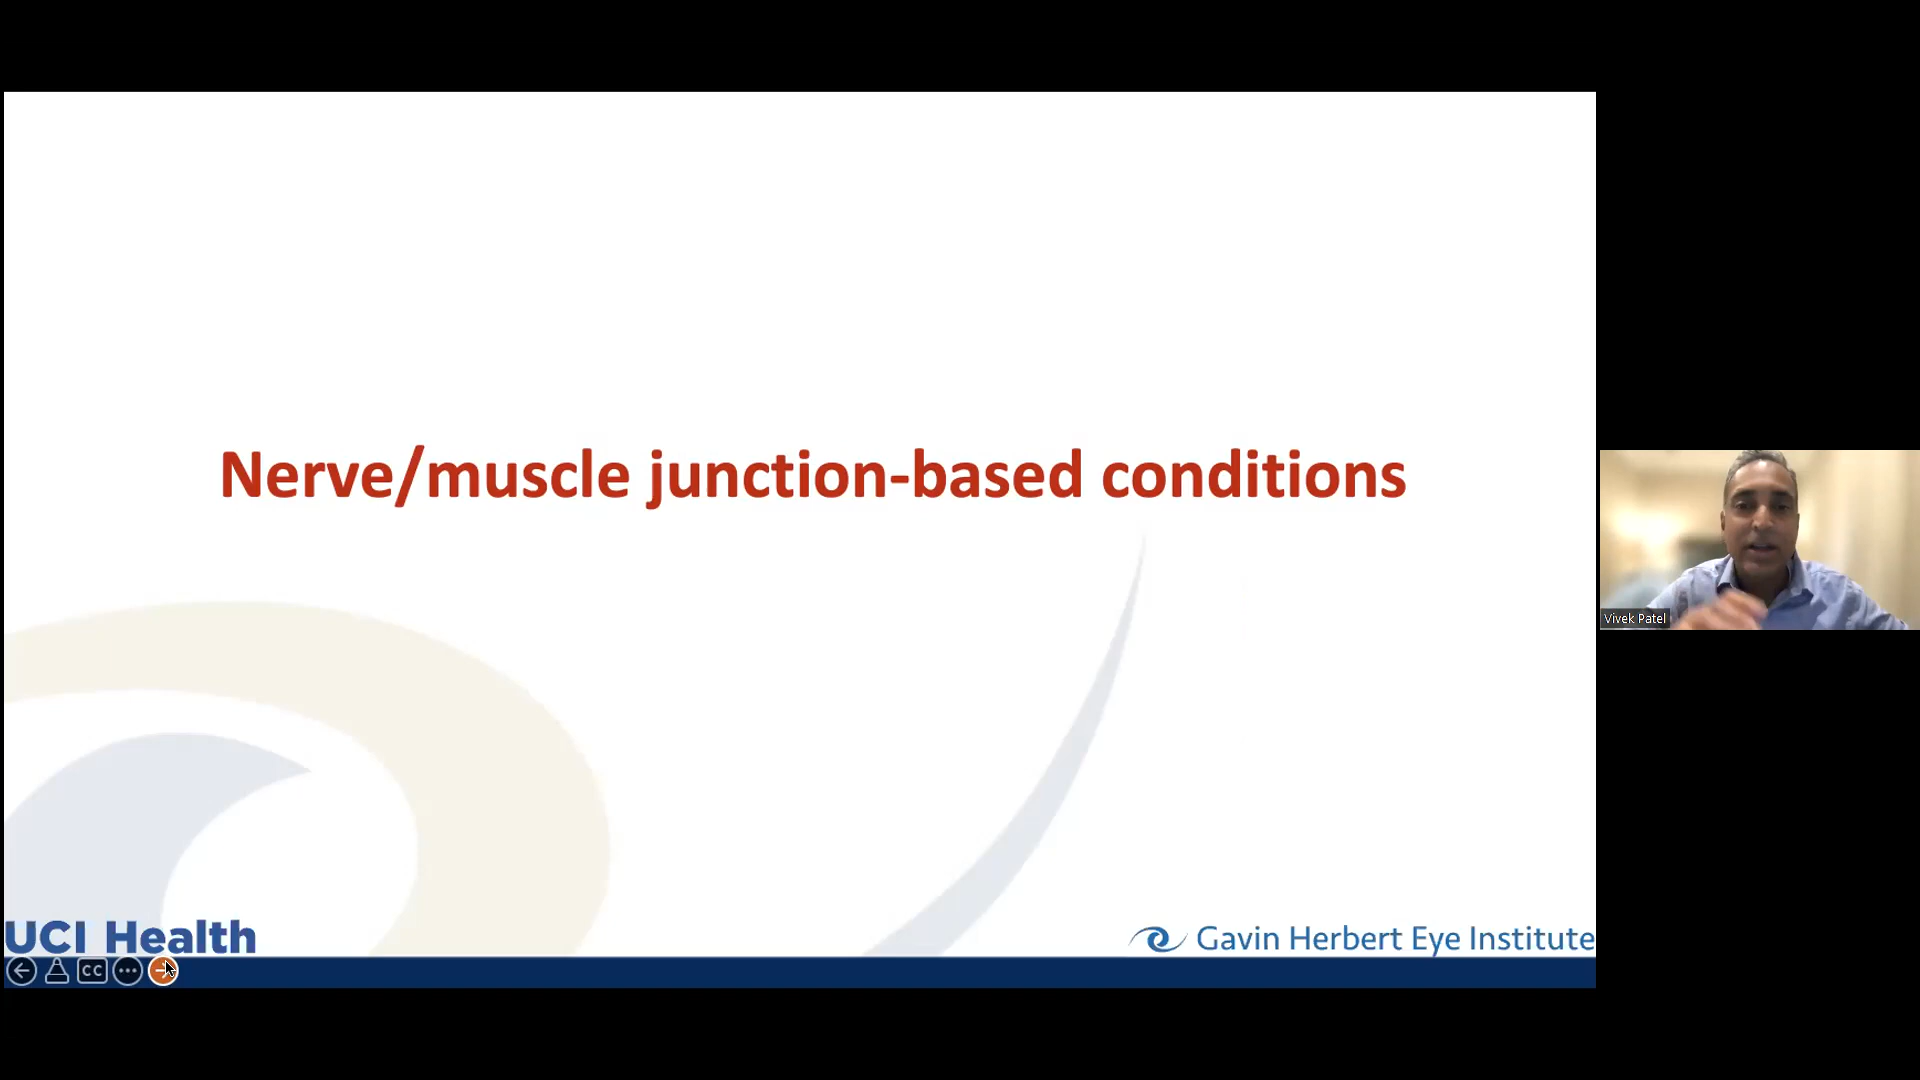 Nerve/muscle junction-based conditions
Vivek Patel
UCI Health
Gavin Herbert Eye Institute
CC